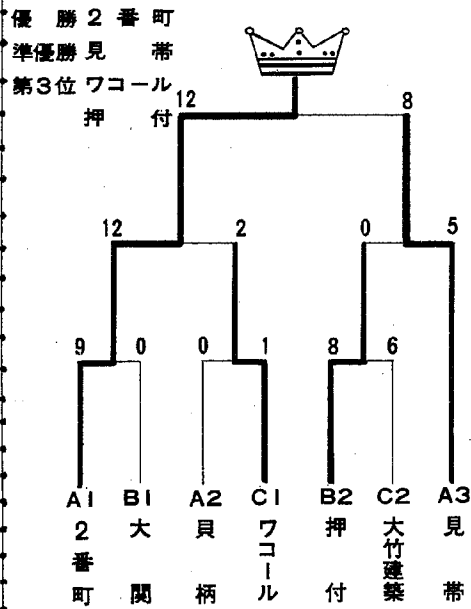 優勝 2番町
準優勝 見帯
第3位 ワコール
押付
12 8
12 2 0 5
9 0 0 1 8 6
A1 B1 A2 C1 B2 C2 A3
2番町
大関
貝柄
ワコール
押付
大竹建築
見帯